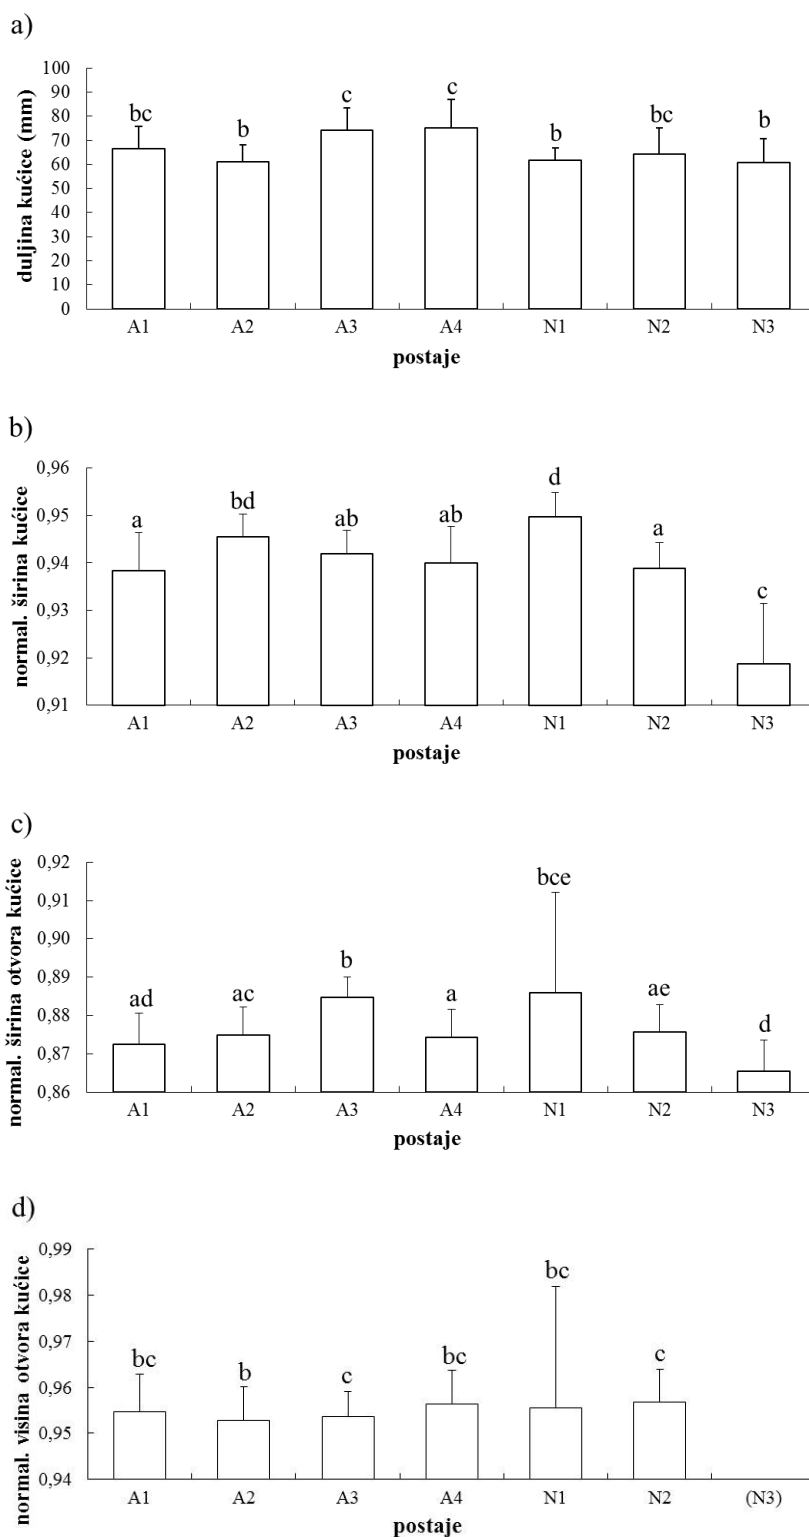 a)
duljina kućice (mm)
100
90
80
70
60
50
40
30
20
10
0
bc b c c b bc b
A1 A2 A3 A4 N1 N2 N3
postaje
b)
normal. širina kućice
0,96
0,95
0,94
0,93
0,92
0,91
a bd ab ab d a c
A1 A2 A3 A4 N1 N2 N3
postaje
c)
normal. širina otvora kućice
0,92
0,91
0,90
0,89
0,88
0,87
0,86
ad ac b a bce ae d
A1 A2 A3 A4 N1 N2 N3
postaje
d)
normal. visina otvora kućice
0,99
0,98
0,97
0,96
0,95
0,94
bc b c bc bc c
A1 A2 A3 A4 N1 N2 (N3)
postaje